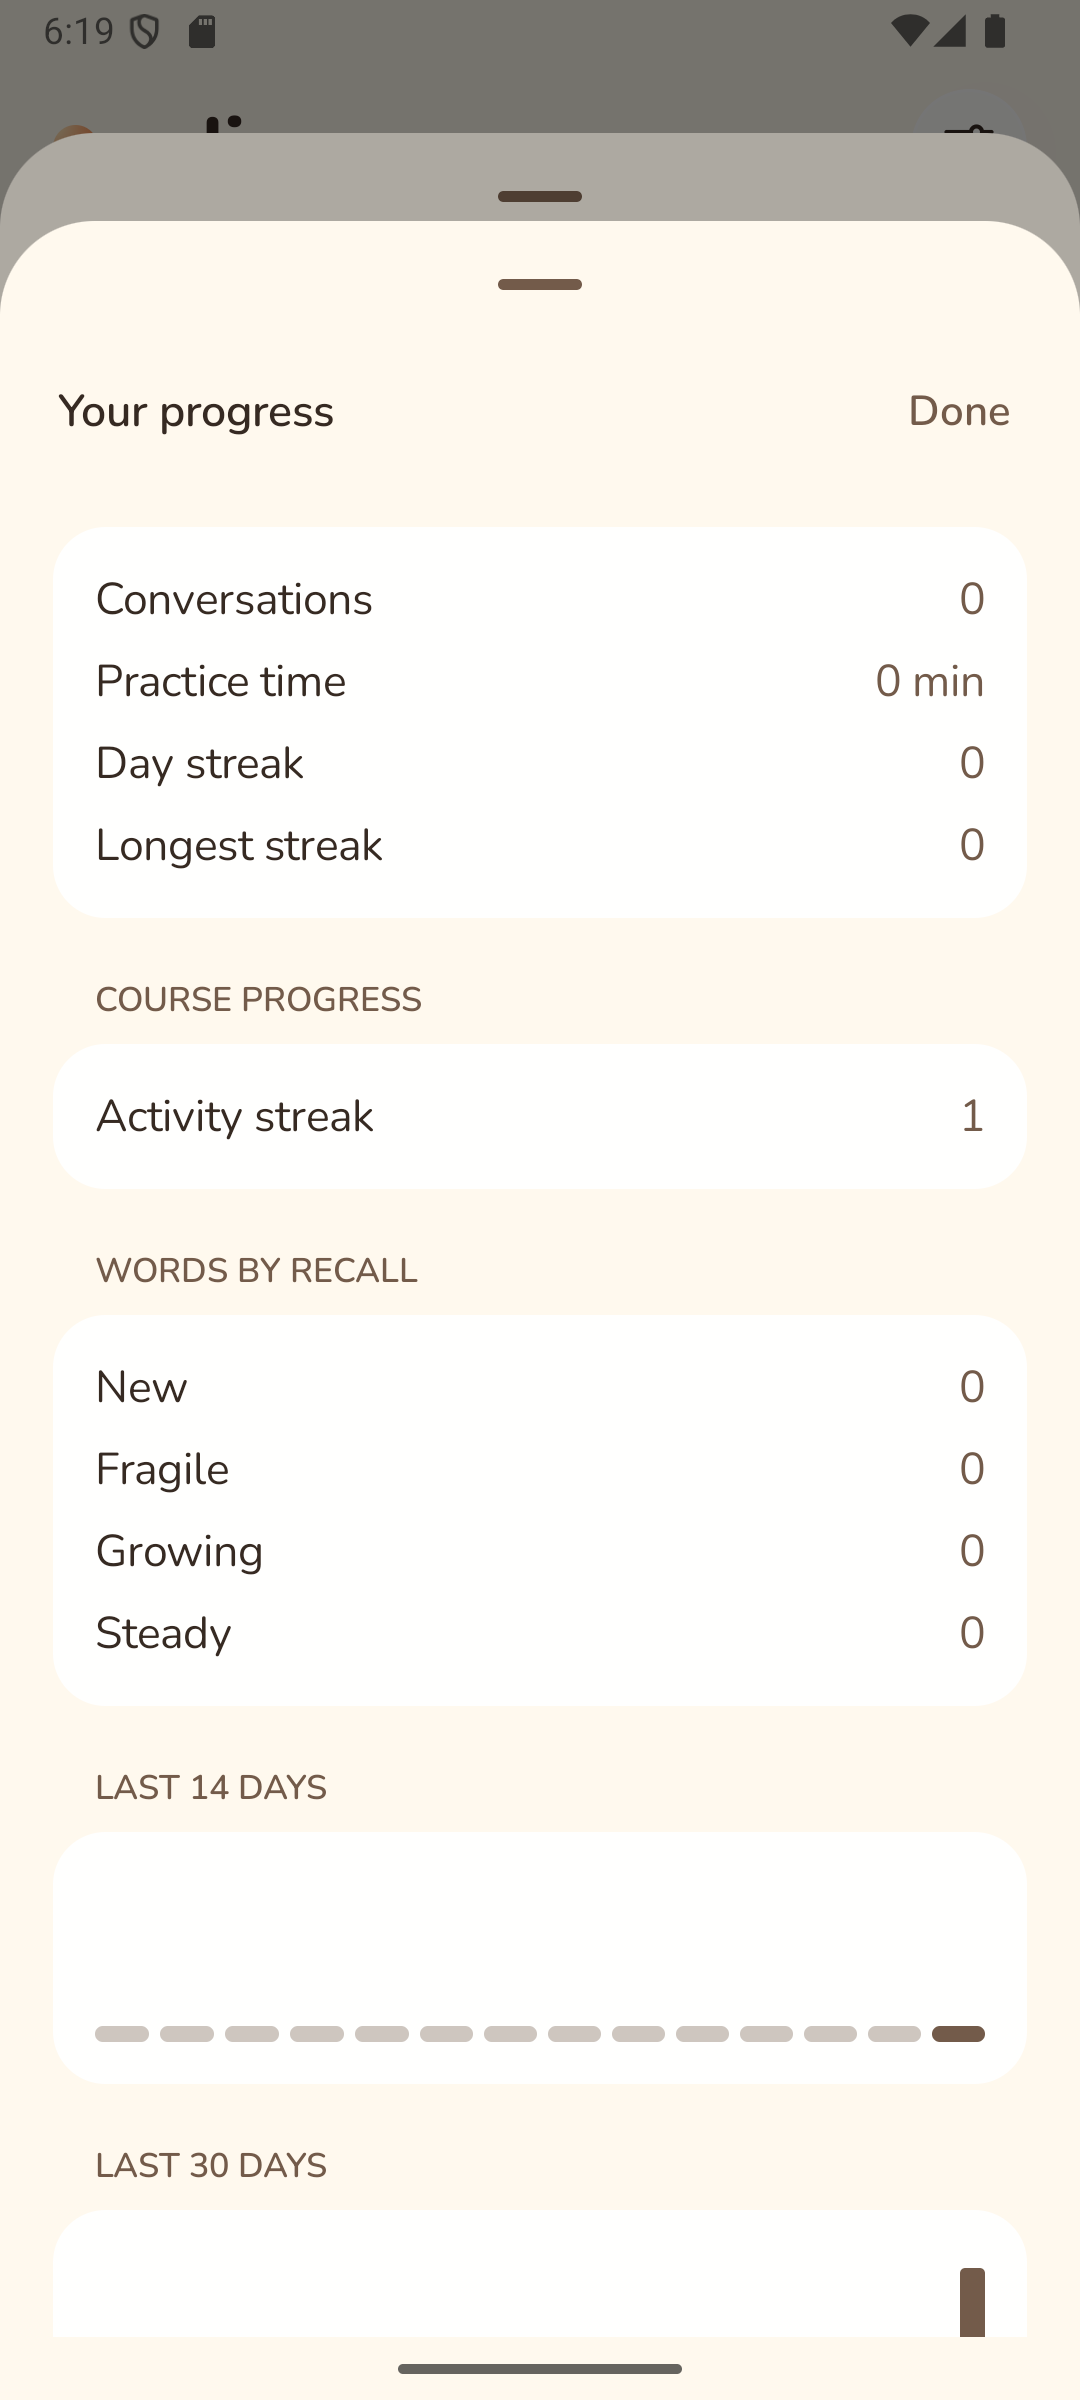 6:19
Your progress
Done
Conversations 0
Practice time 0 min
Day streak 0
Longest streak 0
COURSE PROGRESS
Activity streak 1
WORDS BY RECALL
New 0
Fragile 0
Growing 0
Steady 0
LAST 14 DAYS
LAST 30 DAYS